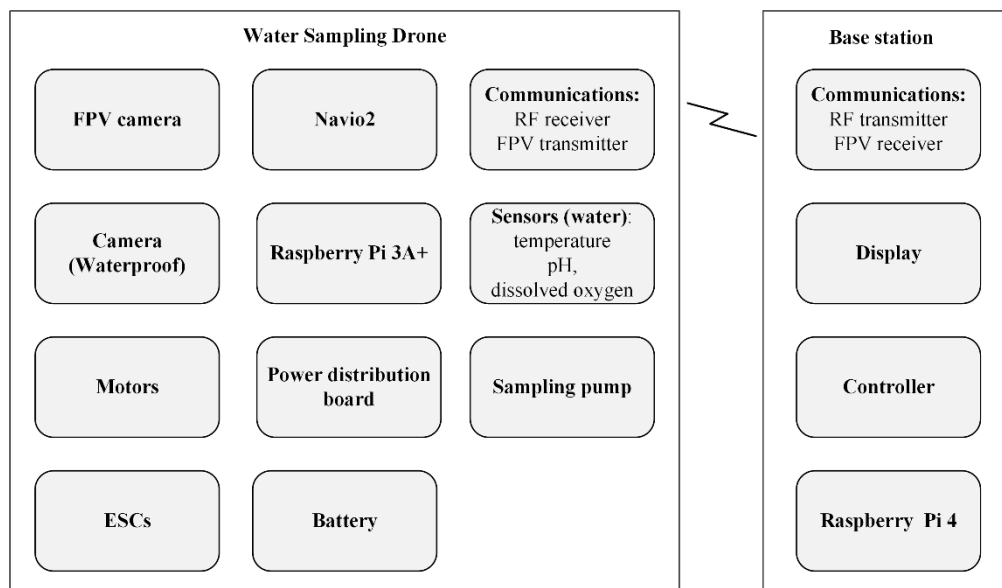 Water Sampling Drone
FPV camera
Navio2
Communications:
RF receiver
FPV transmitter
Camera
(Waterproof)
Raspberry Pi 3A+
Sensors (water):
temperature
pH,
dissolved oxygen
Motors
Power distribution
board
Sampling pump
ESCs
Battery
Base station
Communications:
RF transmitter
FPV receiver
Display
Controller
Raspberry Pi 4